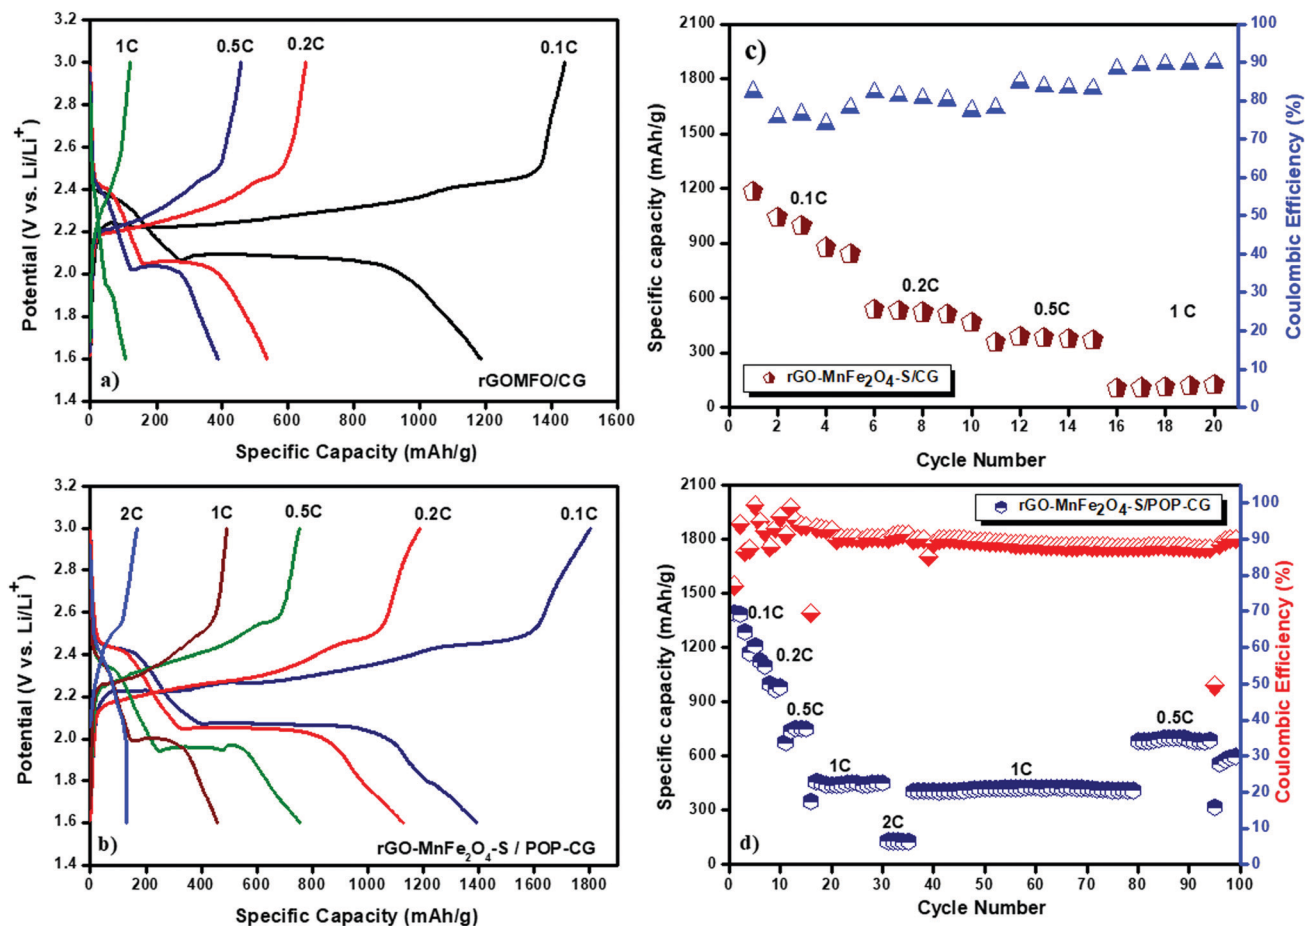 3.2
3.0
2.8
2.6
2.4
2.2
2.0
1.8
1.6
1.4
Potential (V vs. Li/Li+)
1C
0.5C
0.2C
0.1C
a)
rGOMFO/CG
0 200 400 600 800 1000 1200 1400 1600
Specific Capacity (mAh/g)
2100
1800
1500
1200
900
600
300
0
Specific capacity (mAh/g)
c)
0.1C
0.2C
0.5C
1 C
rGO-MnFe2O4-S/CG
100
90
80
70
60
50
40
30
20
10
0
Coulombic Efficiency (%)
0 2 4 6 8 10 12 14 16 18 20
Cycle Number
3.2
3.0
2.8
2.6
2.4
2.2
2.0
1.8
1.6
1.4
Potential (V vs. Li/Li+)
2C
1C
0.5C
0.2C
0.1C
b)
rGO-MnFe2O4-S / POP-CG
0 200 400 600 800 1000 1200 1400 1600 1800
Specific Capacity (mAh/g)
2100
1800
1500
1200
900
600
300
0
Specific capacity (mAh/g)
rGO-MnFe2O4-S/POP-CG
0.1C
0.2C
0.5C
1C
2C
1C
0.5C
d)
100
90
80
70
60
50
40
30
20
10
0
Coulombic Efficiency (%)
0 10 20 30 40 50 60 70 80 90 100
Cycle Number